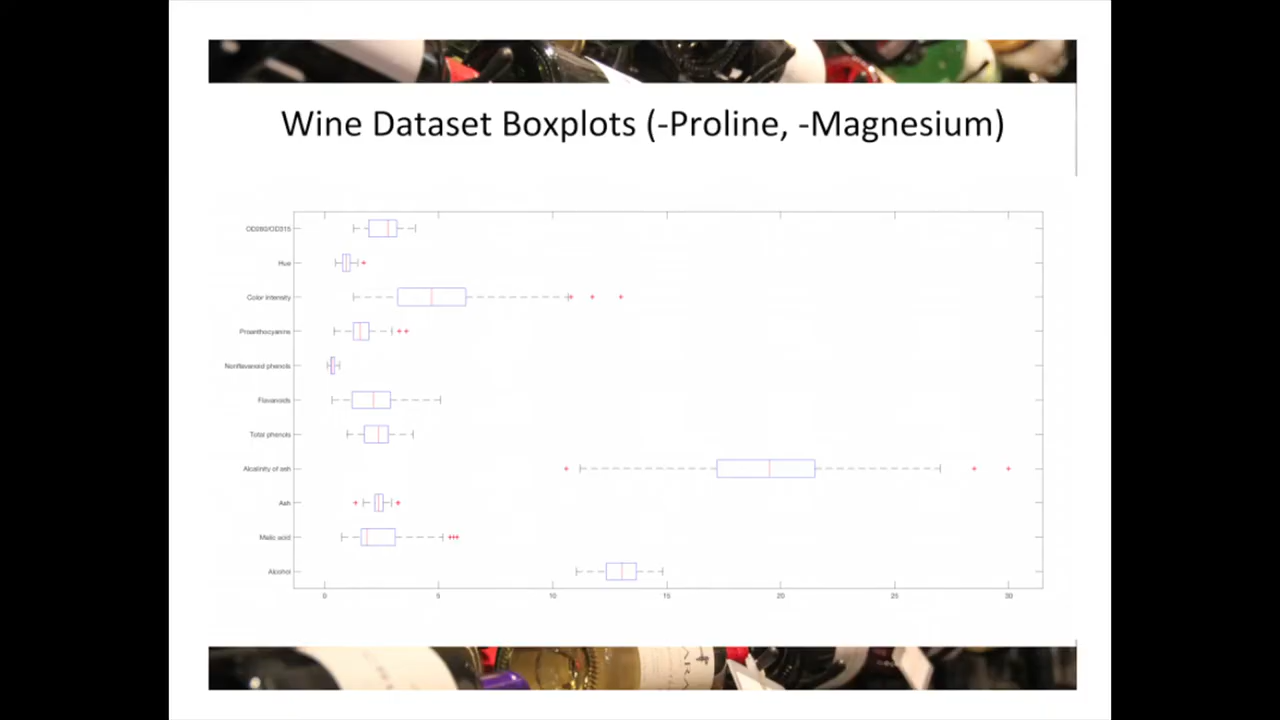 Wine Dataset Boxplots (-Proline, -Magnesium)
OD280/OD315
Hue
Color intensity
Proanthocyanins
Nonflavanoid phenols
Flavanoids
Total phenols
Alcalinity of ash
Ash
Malic acid
Alcohol
0 5 10 15 20 25 30